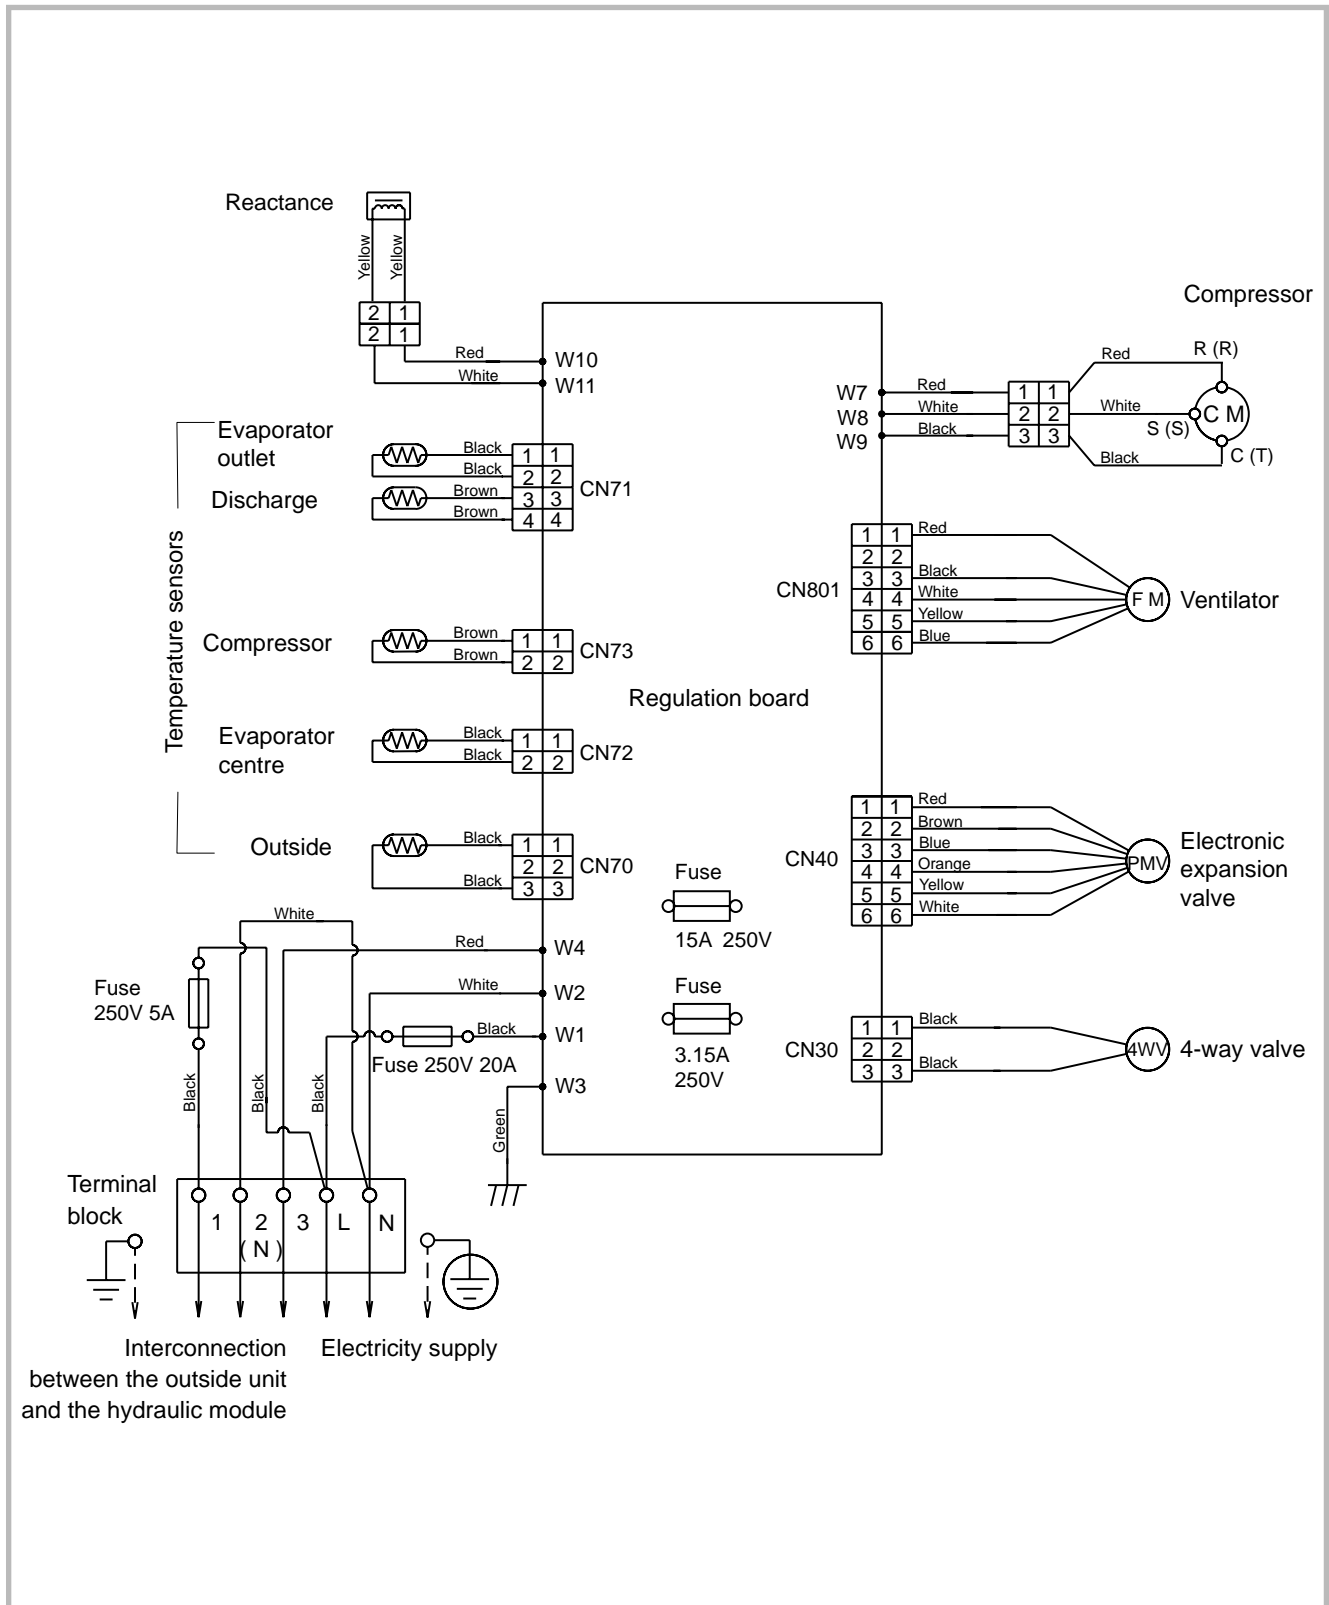 Reactance
Yellow
Yellow
2 1
2 1
Red
W10
White
W11
Compressor
R (R)
Red
W7
Red
1 1
W8
White
2 2
White
S (S)
C M
W9
Black
3 3
Black
C (T)
Temperature sensors
Evaporator
outlet
Black
1 1
Black
2 2
CN71
Discharge
Brown
3 3
Brown
4 4
CN801
1 1
Red
2 2
3 3
Black
4 4
White
5 5
Yellow
6 6
Blue
F M
Ventilator
Compressor
Brown
1 1
Brown
2 2
CN73
Regulation board
Evaporator
centre
Black
1 1
Black
2 2
CN72
Outside
Black
1 1
2 2
Black
3 3
CN70
CN40
1 1
Red
2 2
Brown
3 3
Blue
4 4
Orange
5 5
Yellow
6 6
White
PMV
Electronic
expansion
valve
Fuse
15A 250V
Fuse
3.15A
250V
White
Red
W4
White
W2
Black
W1
W3
Fuse
250V 5A
Fuse 250V 20A
Black
Black
Black
Green
CN30
1 1
Black
2 2
3 3
Black
4WV
4-way valve
Terminal
block
1 2 3 L N
( N )
Interconnection
between the outside unit
and the hydraulic module
Electricity supply